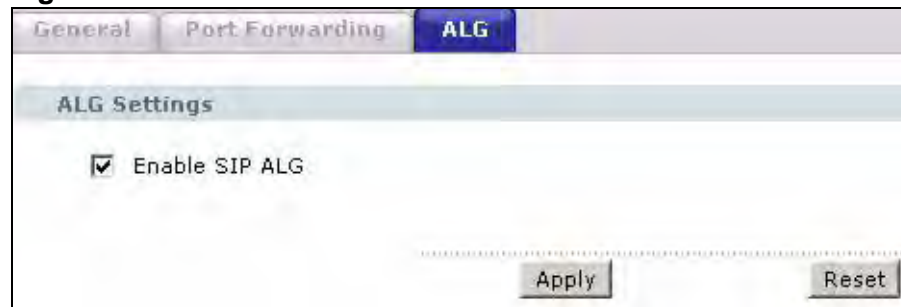 General Port Forwarding ALG
ALG Settings
Enable SIP ALG
Apply Reset